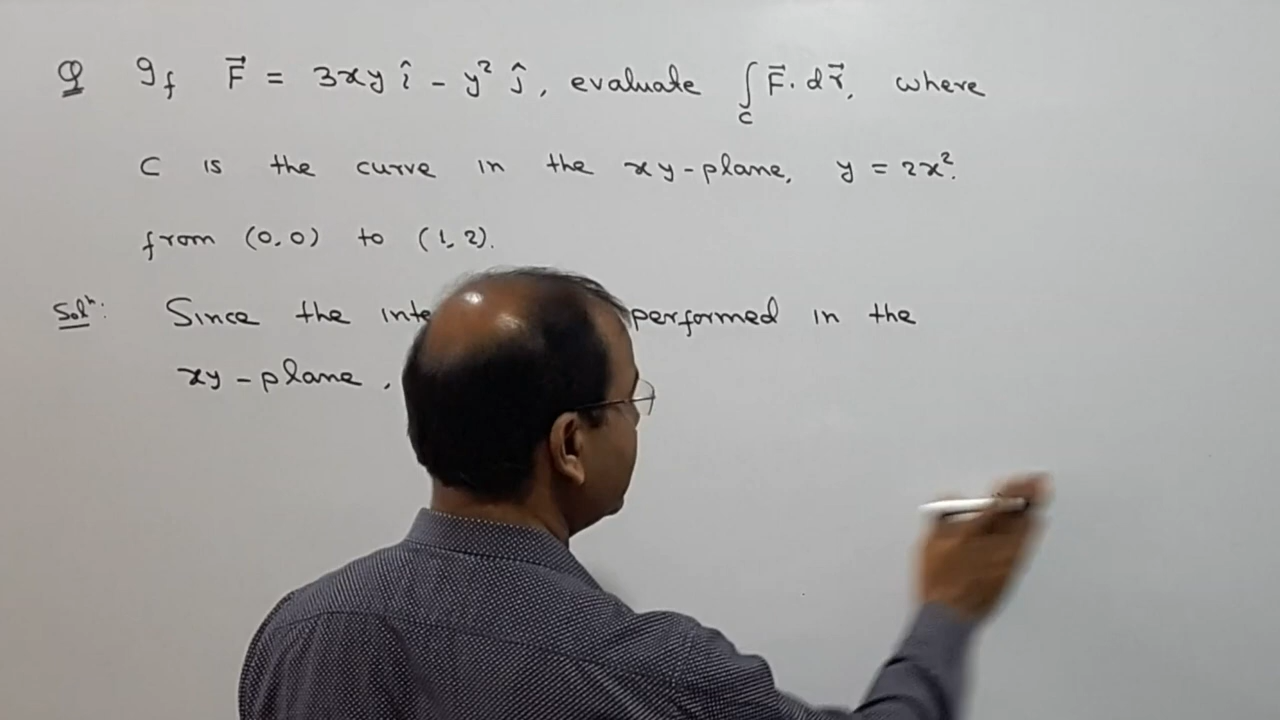 Q If F⃗ = 3xy î - y² ĵ, evaluate ∫_C F⃗. dr⃗, where
C is the curve in the xy-plane, y = 2x².
from (0,0) to (1,2).
Solⁿ: Since the performed in the
xy-plane,